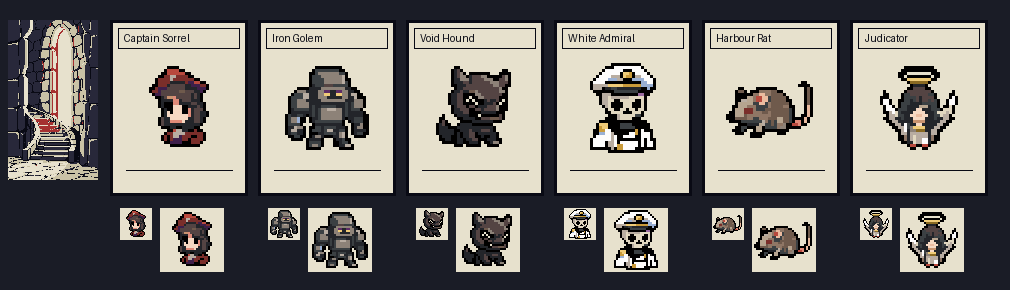 Captain Sorrel
Iron Golem
Void Hound
White Admiral
Harbour Rat
Judicator